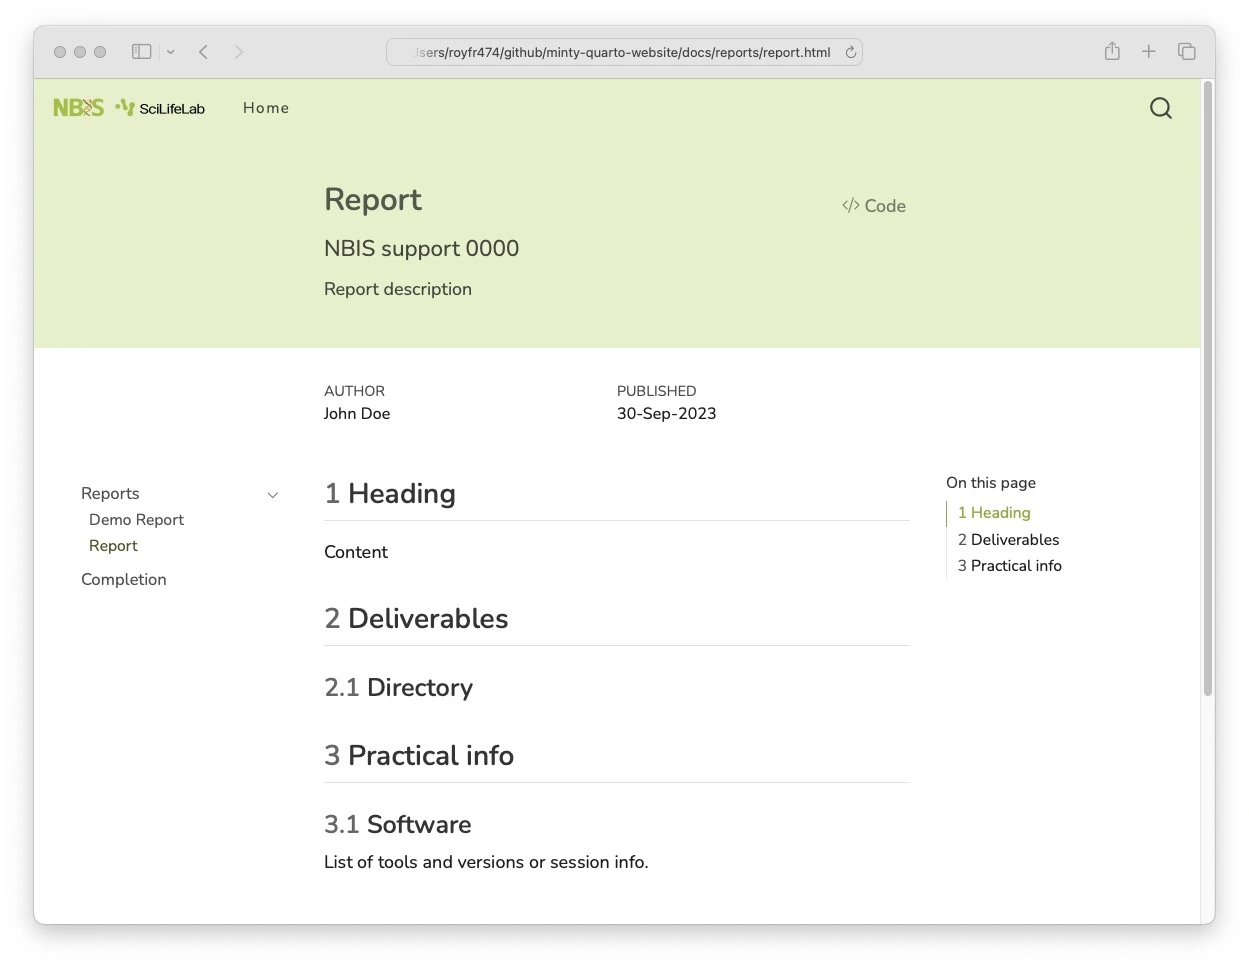 /sers/royfr474/github/minty-quarto-website/docs/reports/report.html
NBIS SciLifeLab Home
Report
</> Code
NBIS support 0000
Report description
AUTHOR
John Doe
PUBLISHED
30-Sep-2023
Reports
Demo Report
Report
Completion
1 Heading
Content
2 Deliverables
2.1 Directory
3 Practical info
3.1 Software
List of tools and versions or session info.
On this page
1 Heading
2 Deliverables
3 Practical info